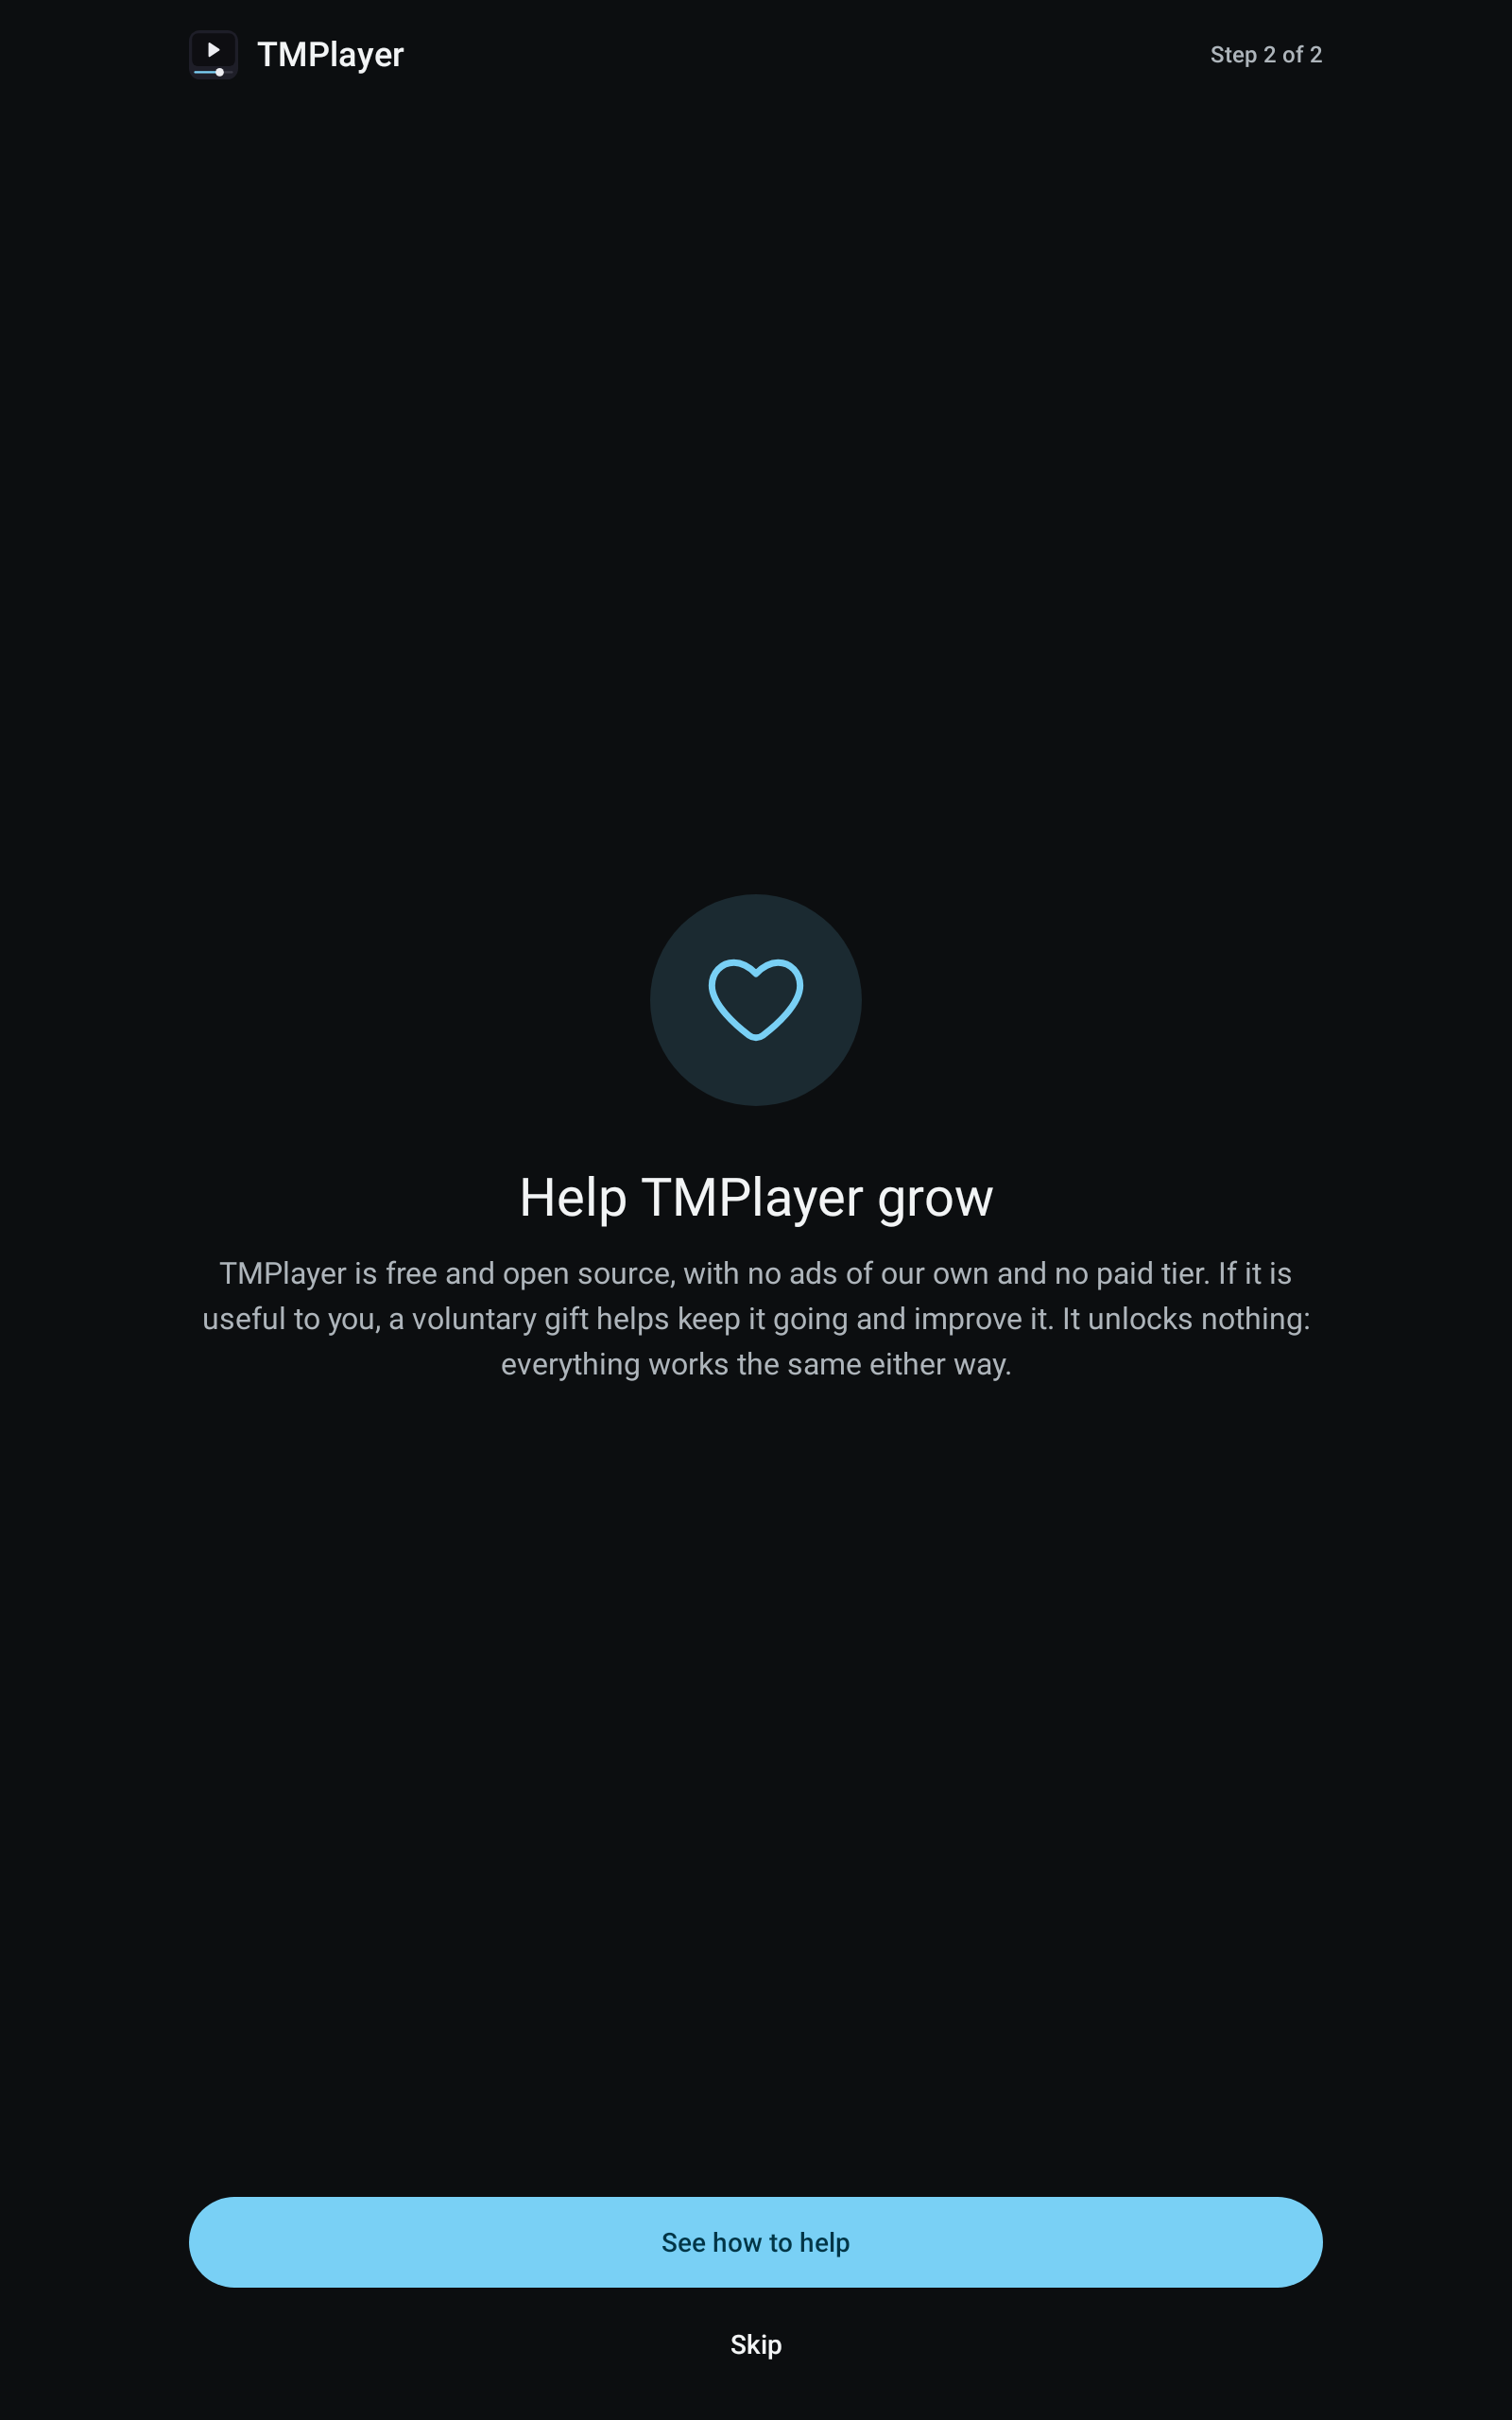 TMPlayer
Step 2 of 2
Help TMPlayer grow
TMPlayer is free and open source, with no ads of our own and no paid tier. If it is
useful to you, a voluntary gift helps keep it going and improve it. It unlocks nothing:
everything works the same either way.
See how to help
Skip